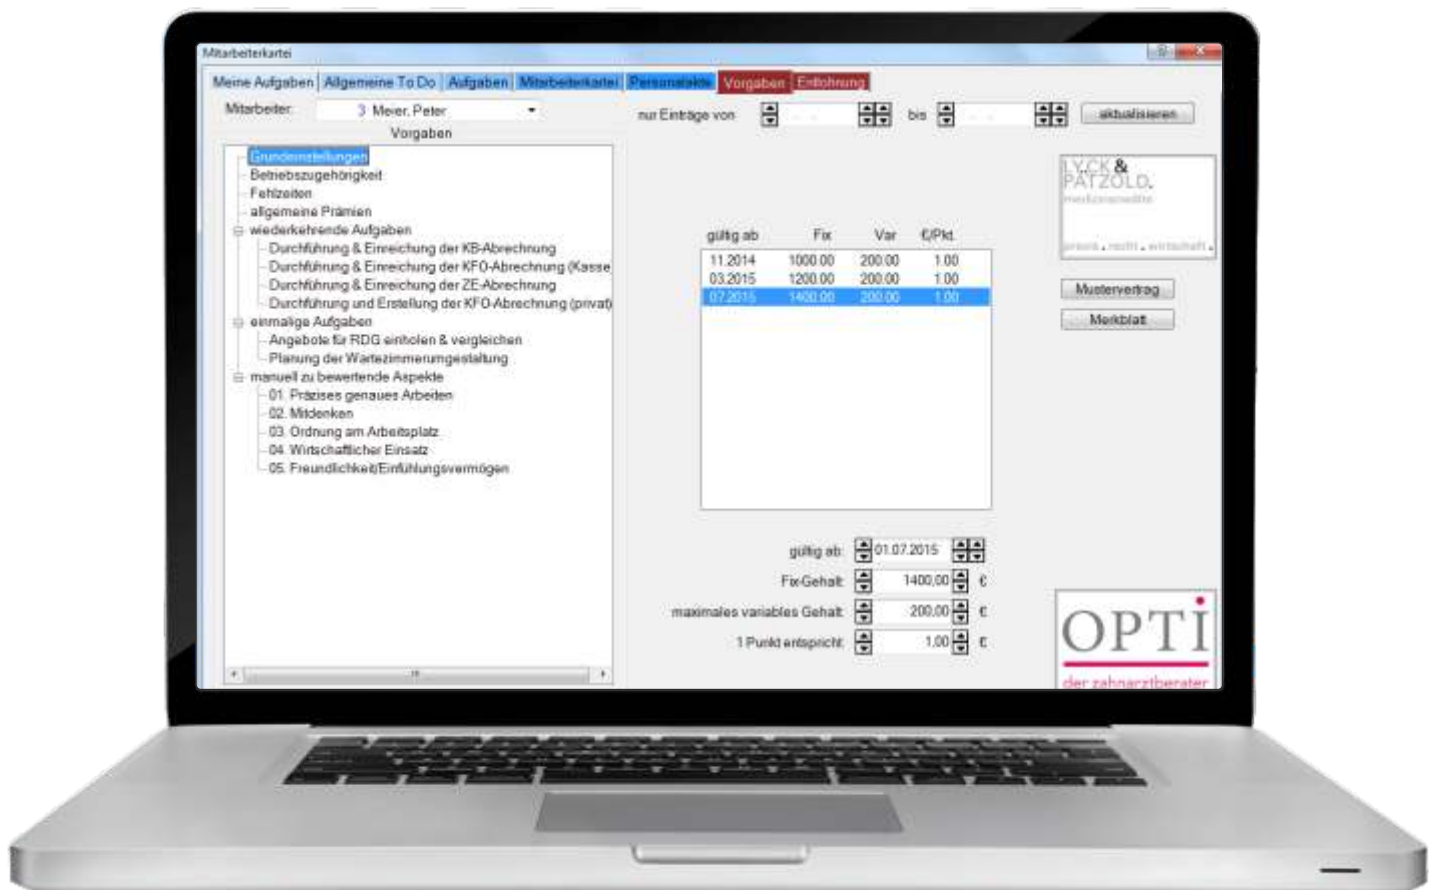 Mitarbeiterkartei
Meine Aufgaben Allgemeine To Do Aufgaben Mitarbeiterkartei Personalakte Vorgaben Entlohnung
Mitarbeiter: 3 Meier, Peter nur Einträge von bis aktualisieren
Vorgaben
Grundeinstellungen
Betriebszugehörigkeit
Fehlzeiten
allgemeine Prämien
wiederkehrende Aufgaben
Durchführung & Einreichung der KB-Abrechnung
Durchführung & Einreichung der KFO-Abrechnung (Kasse
Durchführung & Einreichung der ZE-Abrechnung
Durchführung und Erstellung der KFO-Abrechnung (privat)
einmalige Aufgaben
Angebote für RDG einholen & vergleichen
Planung der Wartezimmerumgestaltung
manuell zu bewertende Aspekte
01. Präzises genaues Arbeiten
02. Mitdenken
03. Ordnung am Arbeitsplatz
04. Wirtschaftlicher Einsatz
05. Freundlichkeit/Einfühlungsvermögen
gültig ab Fix Var €/Pkt.
11.2014 1000.00 200.00 1.00
03.2015 1200.00 200.00 1.00
07.2015 1400.00 200.00 1.00
gültig ab: 01.07.2015
Fix-Gehalt: 1400,00 €
maximales variables Gehalt: 200,00 €
1 Punkt entspricht: 1,00 €
LYCK &
PÄTZOLD.
praxis . recht . wirtschaft .
Mustervertrag
Merkblatt
OPTI
der zahnarztberater